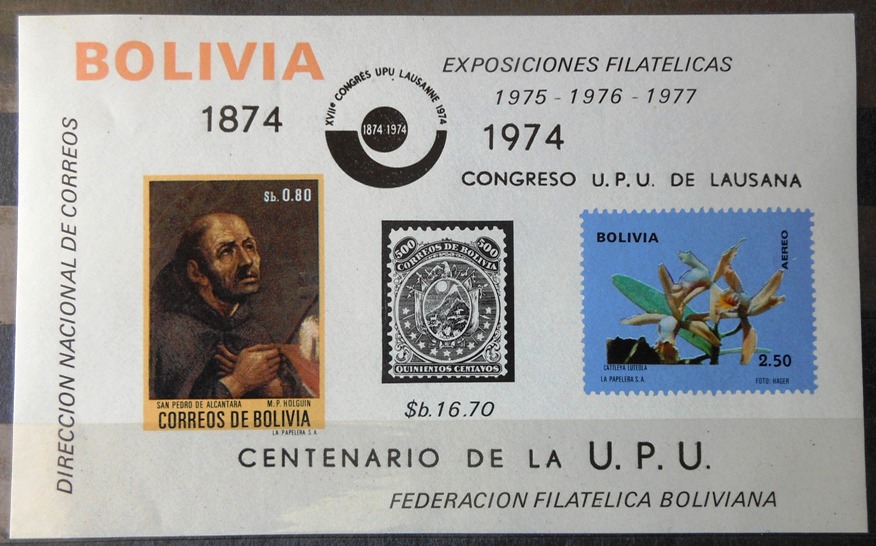 BOLIVIA
1874
XVIIe CONGRÈS UPU LAUSANNE 1974
1874-1974
EXPOSICIONES FILATELICAS
1975 - 1976 - 1977
1974
CONGRESO U.P.U. DE LAUSANA
DIRECCION NACIONAL DE CORREOS
$b. 0.80
SAN PEDRO DE ALCANTARA M.P. HOLGUIN
CORREOS DE BOLIVIA
LA PAPELERA S.A.
500 500
CORREOS DE BOLIVIA
QUINIENTOS CENTAVOS
$b.16.70
BOLIVIA
AEREO
2.50
CATTLEYA LUTEOLA
LA PAPELERA S.A. FOTO: HAGER
CENTENARIO DE LA U.P.U.
FEDERACION FILATELICA BOLIVIANA